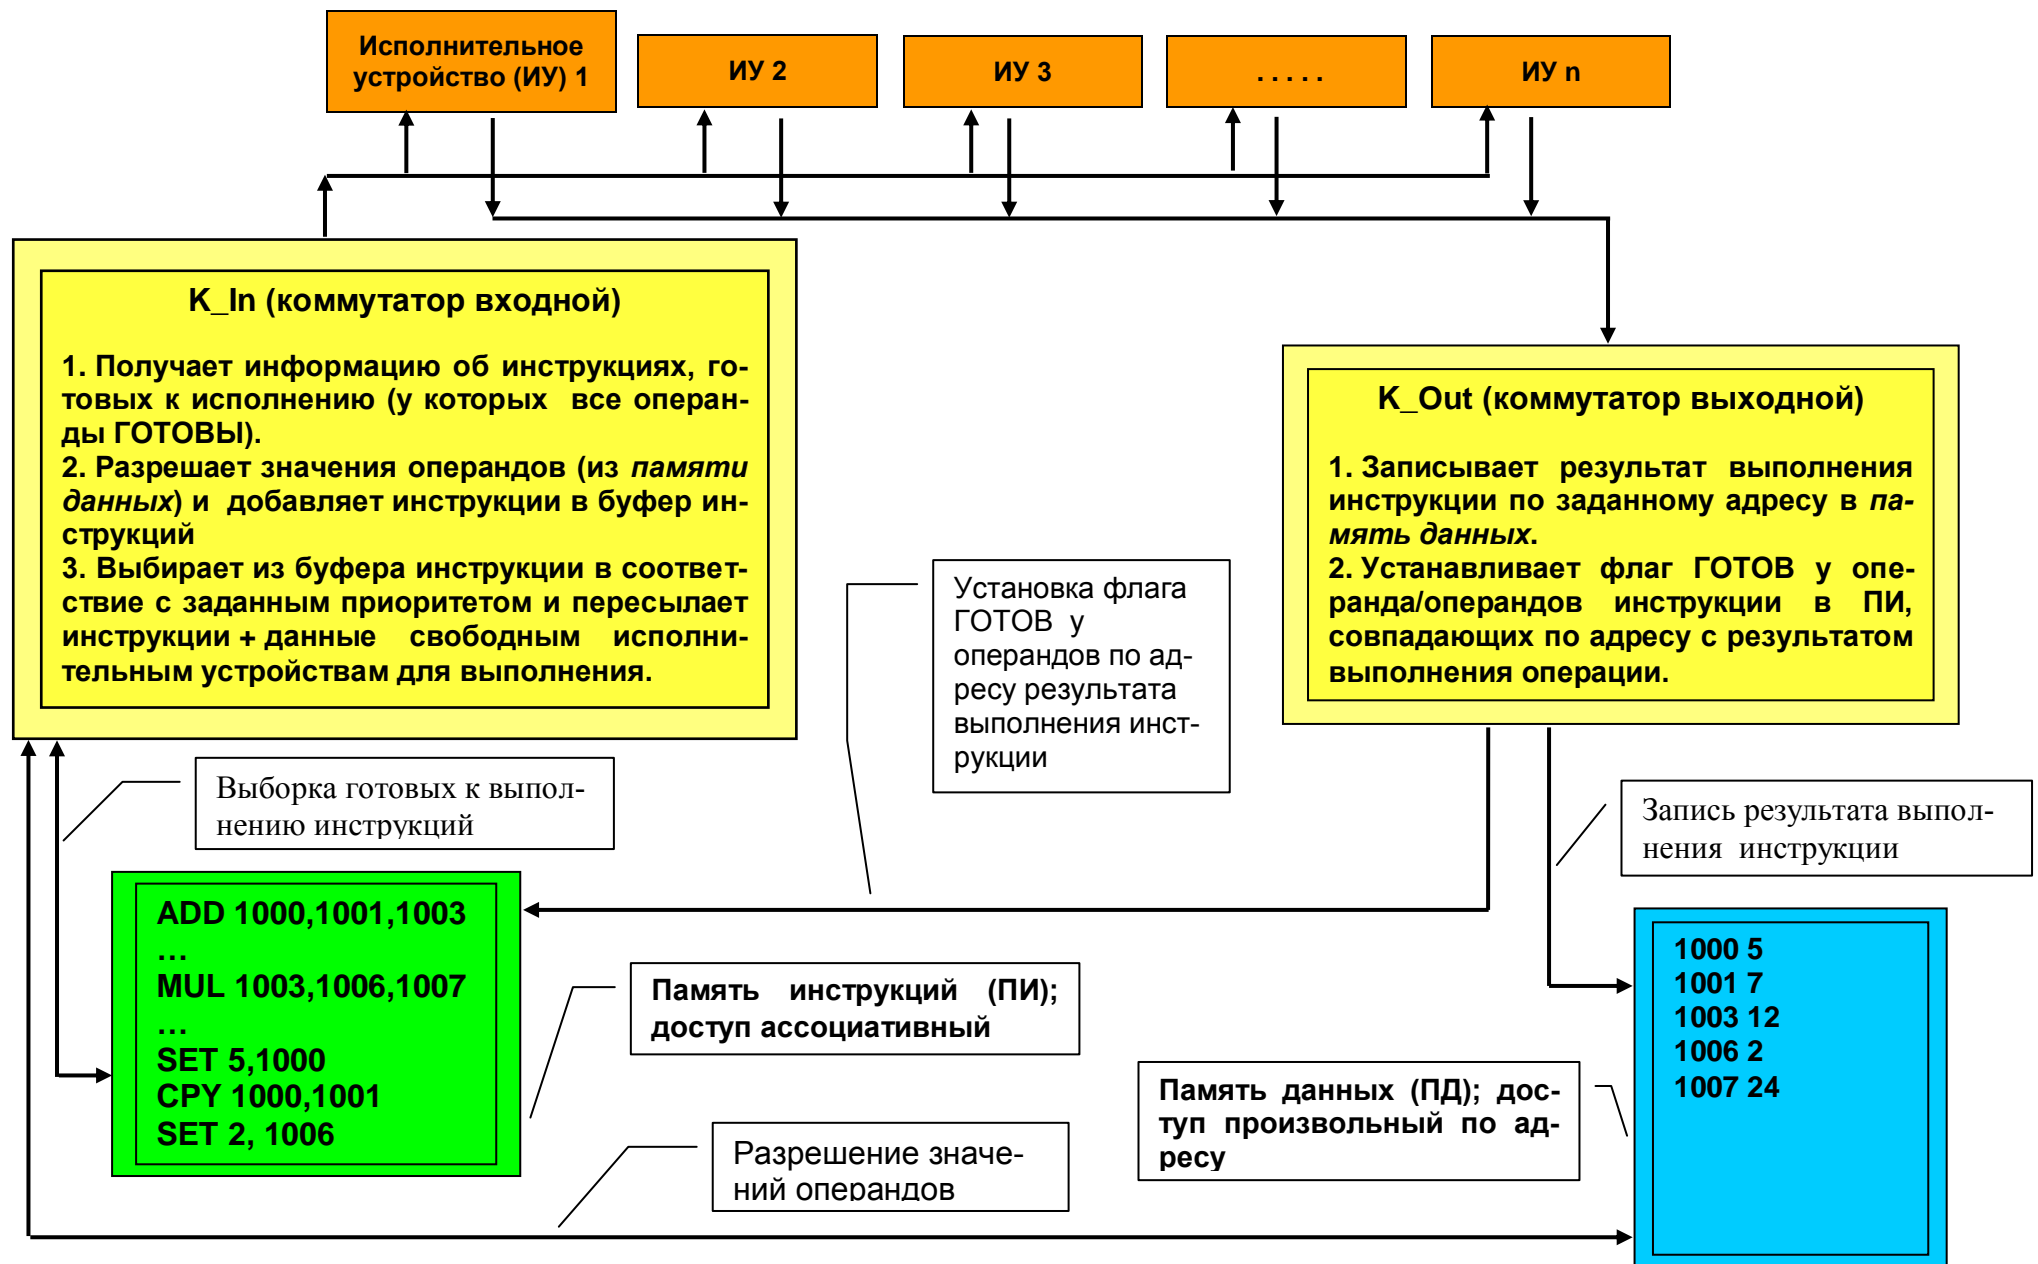 Исполнительное
устройство (ИУ) 1
ИУ 2
ИУ 3
. . . . .
ИУ n
K_In (коммутатор входной)
1. Получает информацию об инструкциях, го-
товых к исполнению (у которых все операн-
ды ГОТОВЫ).
2. Разрешает значения операндов (из памяти
данных) и добавляет инструкции в буфер ин-
струкций
3. Выбирает из буфера инструкции в соответ-
ствие с заданным приоритетом и пересылает
инструкции + данные свободным исполни-
тельным устройствам для выполнения.
K_Out (коммутатор выходной)
1. Записывает результат выполнения
инструкции по заданному адресу в па-
мять данных.
2. Устанавливает флаг ГОТОВ у опе-
ранда/операндов инструкции в ПИ,
совпадающих по адресу с результатом
выполнения операции.
Установка флага
ГОТОВ у
операндов по ад-
ресу результата
выполнения инст-
рукции
Выборка готовых к выпол-
нению инструкций
Запись результата выпол-
нения инструкции
ADD 1000,1001,1003
…
MUL 1003,1006,1007
…
SET 5,1000
CPY 1000,1001
SET 2, 1006
Память инструкций (ПИ);
доступ ассоциативный
1000 5
1001 7
1003 12
1006 2
1007 24
Память данных (ПД); дос-
туп произвольный по ад-
ресу
Разрешение значе-
ний операндов